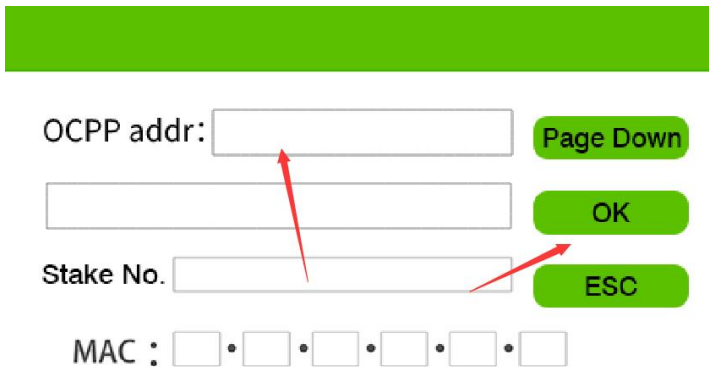 OCPP addr:
Page Down
OK
Stake No.
ESC
MAC :